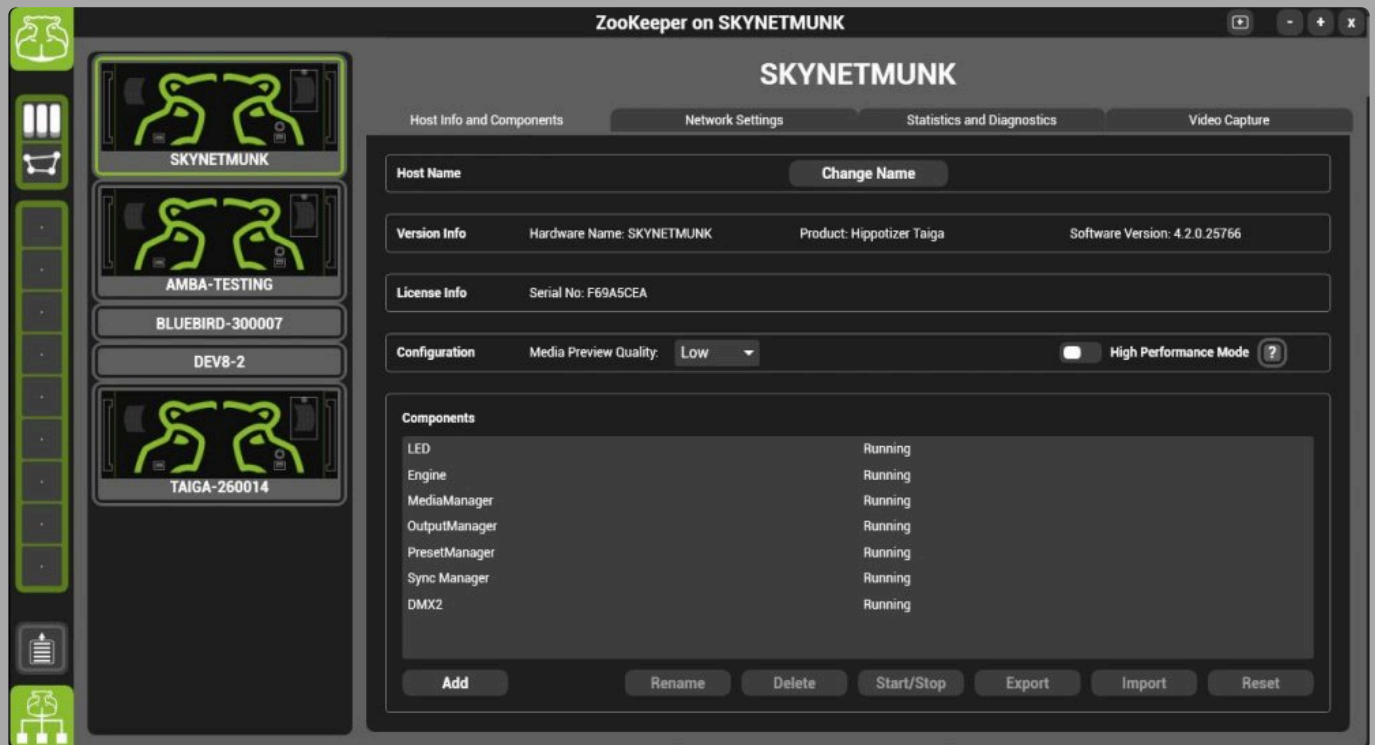 ZooKeeper on SKYNETMUNK
- + x
SKYNETMUNK
AMBA-TESTING
BLUEBIRD-300007
DEV8-2
TAIGA-260014
SKYNETMUNK
Host Info and Components Network Settings Statistics and Diagnostics Video Capture
Host Name Change Name
Version Info Hardware Name: SKYNETMUNK Product: Hippotizer Taiga Software Version: 4.2.0.25766
License Info Serial No: F69A5CEA
Configuration Media Preview Quality: Low High Performance Mode ?
Components
LED Running
Engine Running
MediaManager Running
OutputManager Running
PresetManager Running
Sync Manager Running
DMX2 Running
Add Rename Delete Start/Stop Export Import Reset